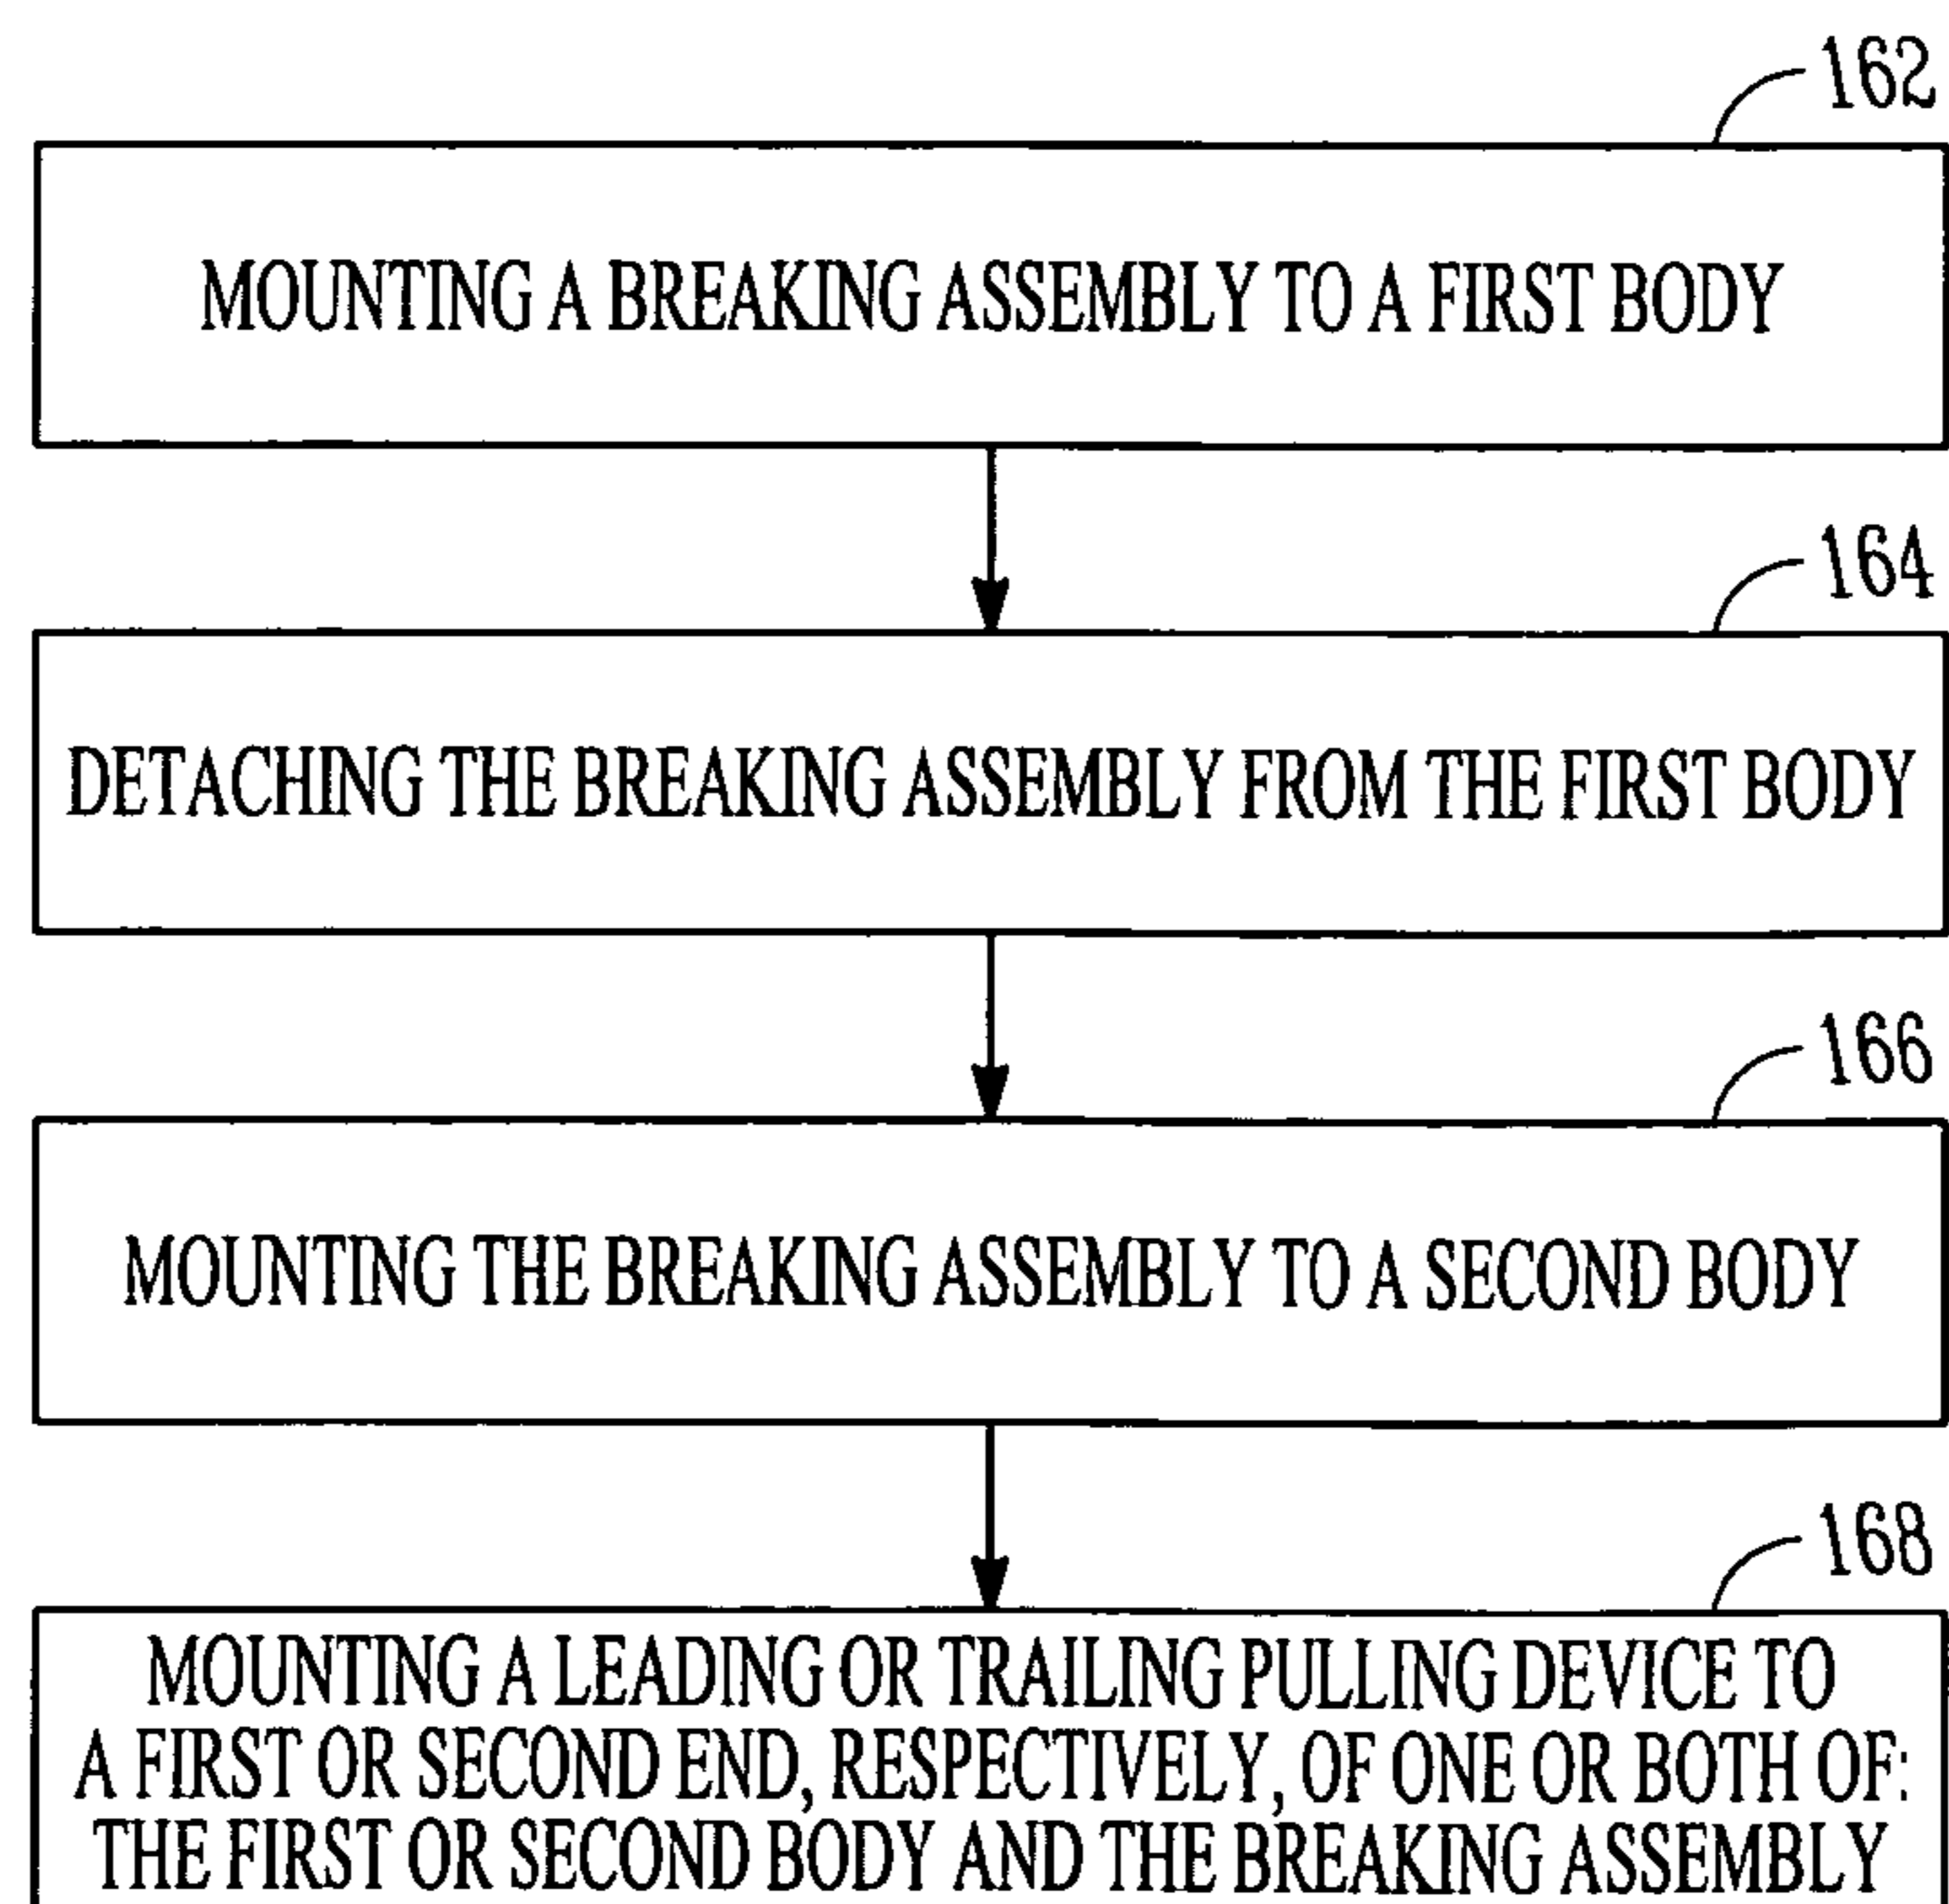 162
MOUNTING A BREAKING ASSEMBLY TO A FIRST BODY
164
DETACHING THE BREAKING ASSEMBLY FROM THE FIRST BODY
166
MOUNTING THE BREAKING ASSEMBLY TO A SECOND BODY
168
MOUNTING A LEADING OR TRAILING PULLING DEVICE TO
A FIRST OR SECOND END, RESPECTIVELY, OF ONE OR BOTH OF:
THE FIRST OR SECOND BODY AND THE BREAKING ASSEMBLY